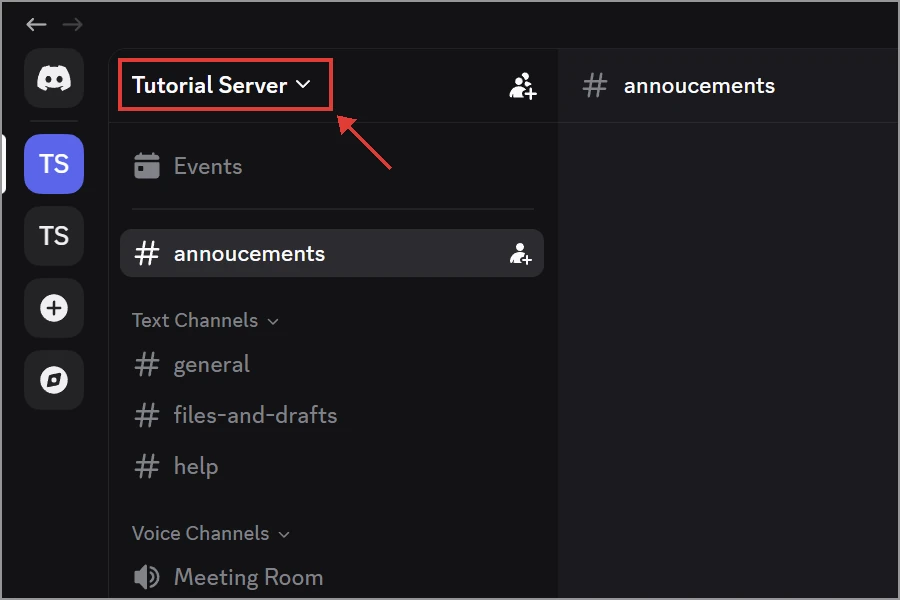 Tutorial Server
# annoucements
TS
TS
Events
# annoucements
Text Channels
# general
# files-and-drafts
# help
Voice Channels
Meeting Room